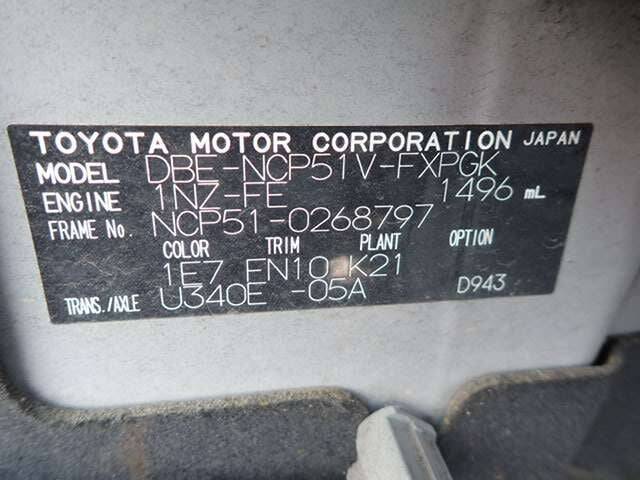 TOYOTA MOTOR CORPORATION JAPAN
MODEL DBE-NCP51V-FXPGK
ENGINE 1NZ-FE 1496 mL
FRAME No. NCP51-0268797
COLOR TRIM PLANT OPTION
1E7 FN10 K21
TRANS./AXLE U340E -05A D943